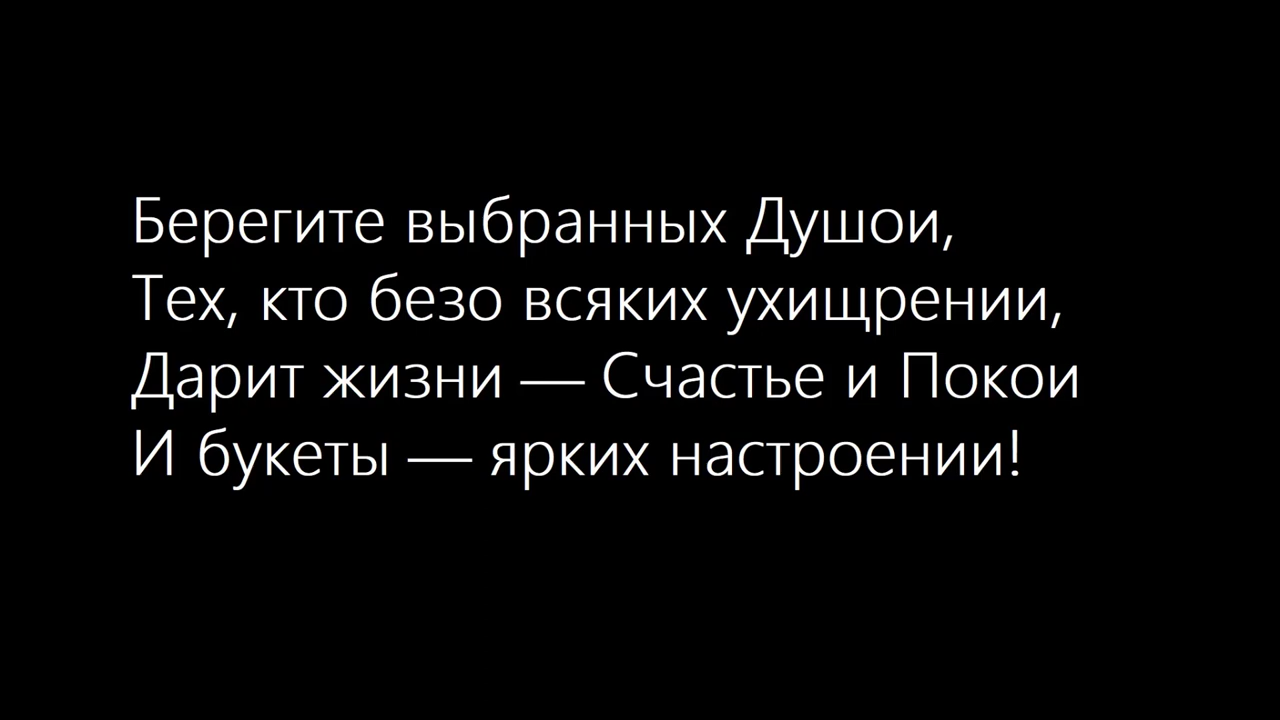 Берегите выбранных Душои,
Тех, кто безо всяких ухищрении,
Дарит жизни — Счастье и Покои
И букеты — ярких настроении!